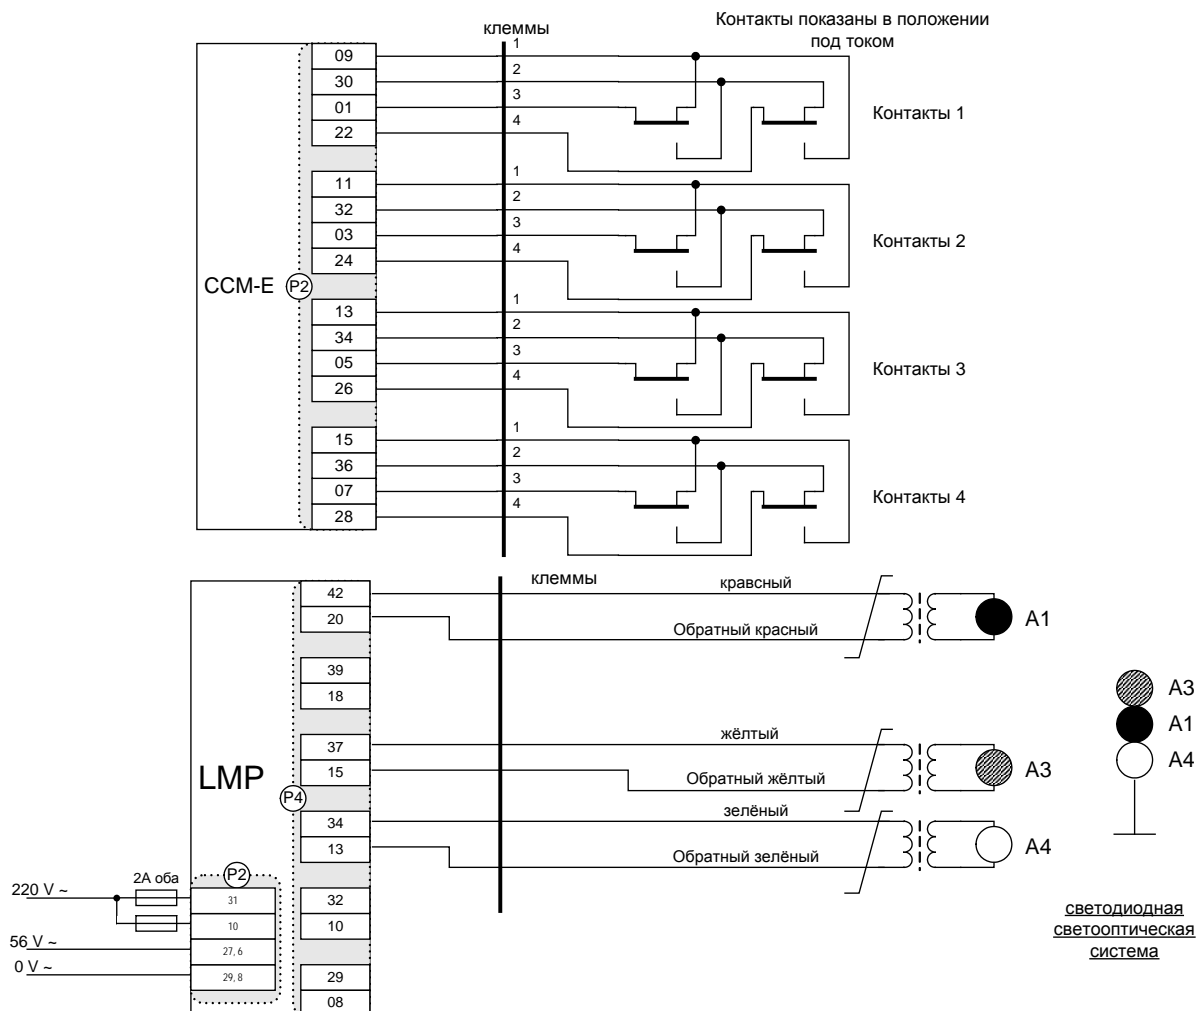 клеммы
Контакты показаны в положении
под током
CCM-E
P2
09
30
01
22
1
2
3
4
Контакты 1
11
32
03
24
1
2
3
4
Контакты 2
13
34
05
26
1
2
3
4
Контакты 3
15
36
07
28
1
2
3
4
Контакты 4
клеммы
LMP
P4
42
20
39
18
37
15
34
13
32
10
29
08
кравсный
Обратный красный
A1
жёлтый
Обратный жёлтый
A3
зелёный
Обратный зелёный
A4
A3
A1
A4
светодиодная
светооптическая
система
P2
2А оба
220 V ~
31
10
56 V ~
27, 6
0 V ~
29, 8